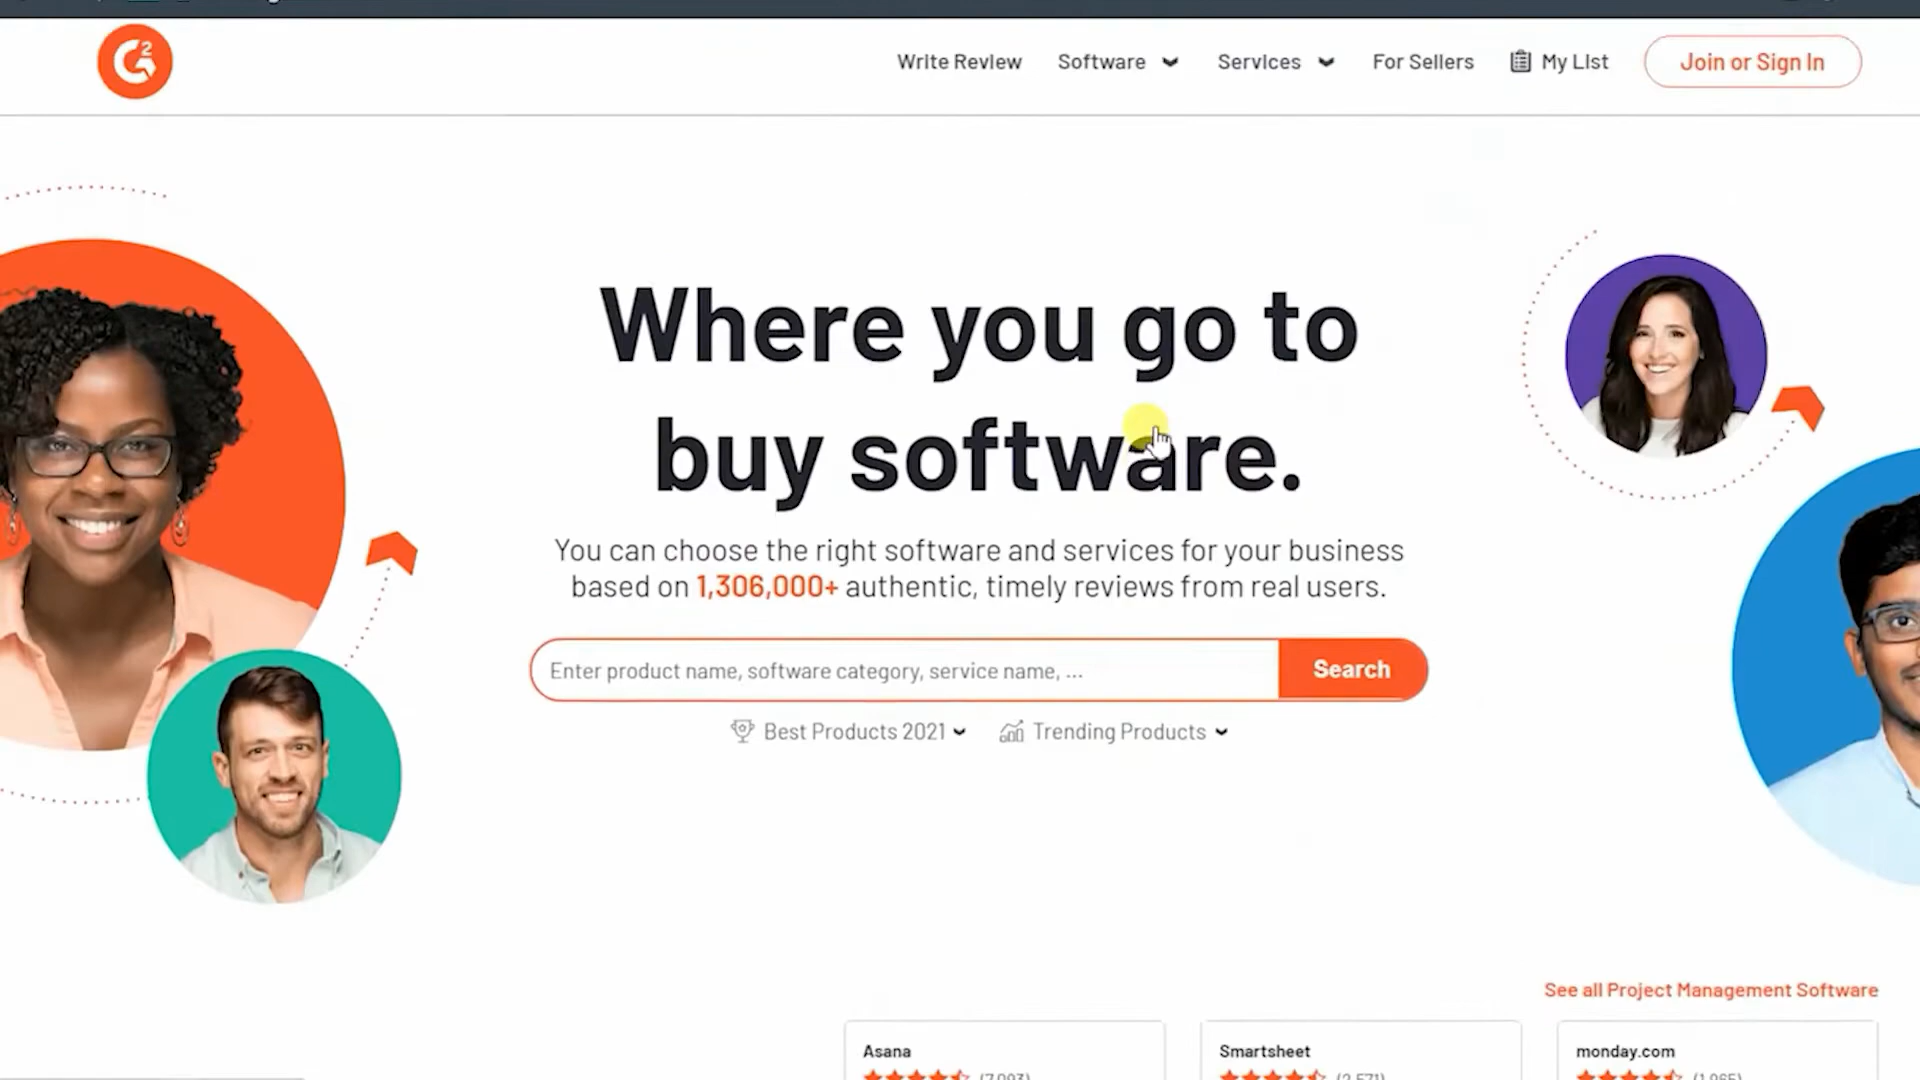 G2
Write Review Software Services For Sellers My List Join or Sign In
Where you go to
buy software.
You can choose the right software and services for your business
based on 1,306,000+ authentic, timely reviews from real users.
Enter product name, software category, service name, ... Search
Best Products 2021 Trending Products
See all Project Management Software
Asana Smartsheet monday.com